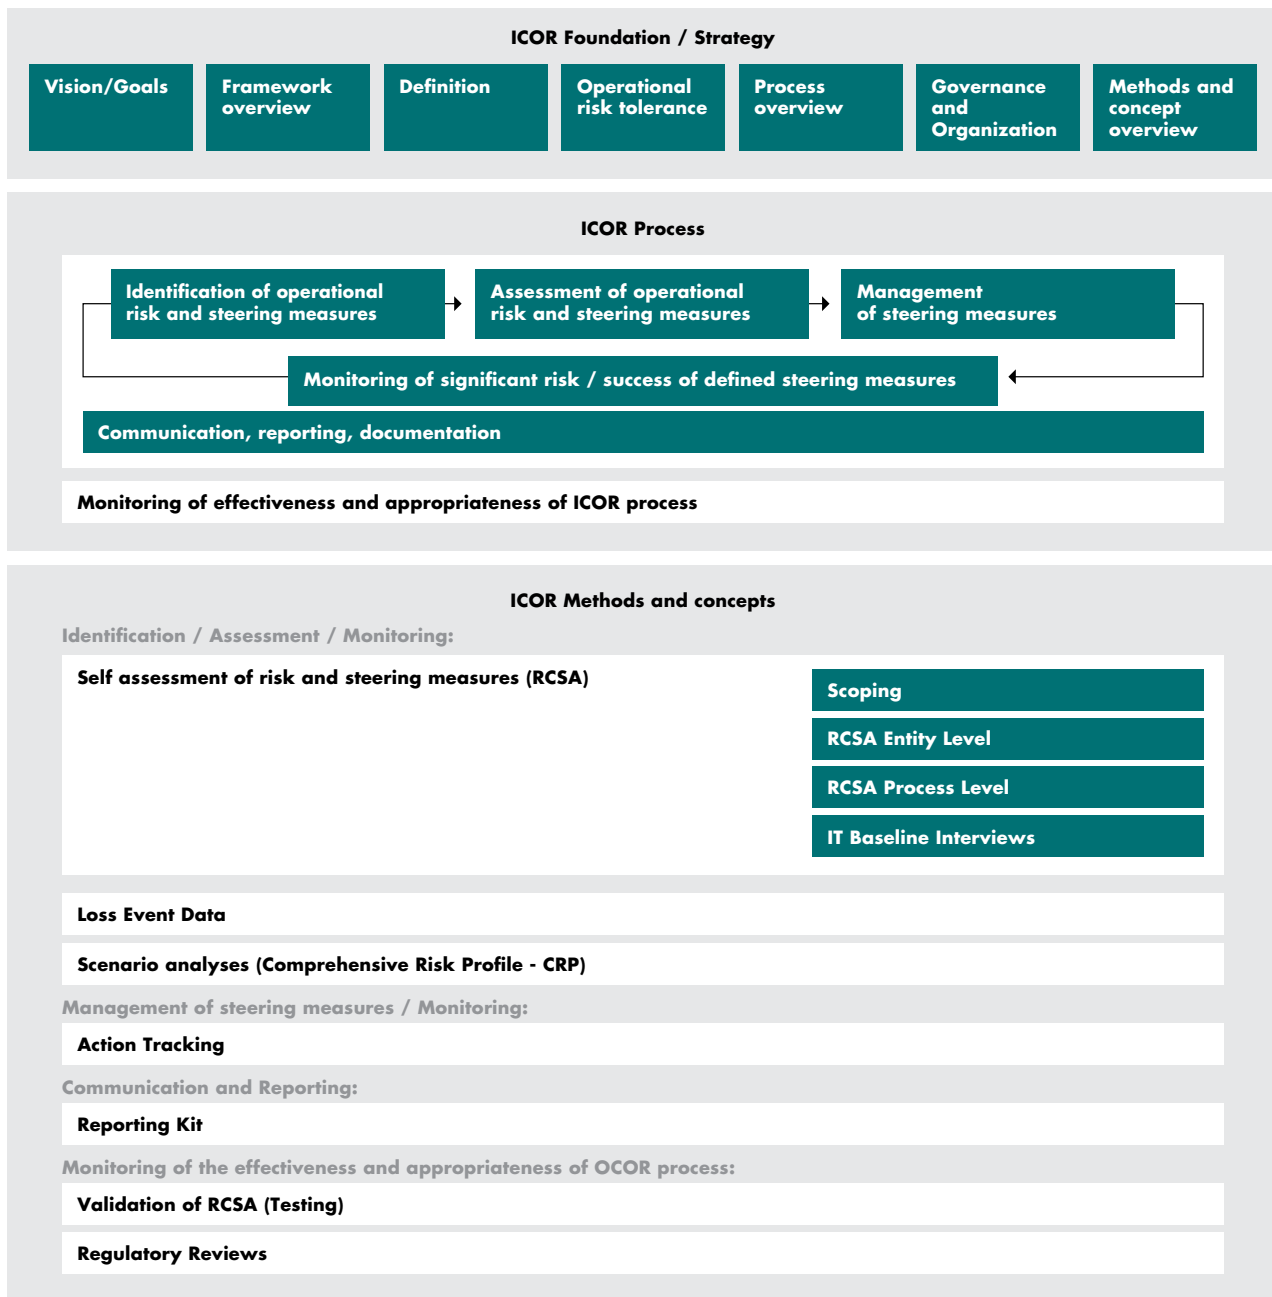 ICOR Foundation / Strategy
Vision/Goals
Framework
overview
Definition
Operational
risk tolerance
Process
overview
Governance
and
Organization
Methods and
concept
overview
ICOR Process
Identification of operational
risk and steering measures
Assessment of operational
risk and steering measures
Management
of steering measures
Monitoring of significant risk / success of defined steering measures
Communication, reporting, documentation
Monitoring of effectiveness and appropriateness of ICOR process
ICOR Methods and concepts
Identification / Assessment / Monitoring:
Self assessment of risk and steering measures (RCSA)
Scoping
RCSA Entity Level
RCSA Process Level
IT Baseline Interviews
Loss Event Data
Scenario analyses (Comprehensive Risk Profile - CRP)
Management of steering measures / Monitoring:
Action Tracking
Communication and Reporting:
Reporting Kit
Monitoring of the effectiveness and appropriateness of OCOR process:
Validation of RCSA (Testing)
Regulatory Reviews